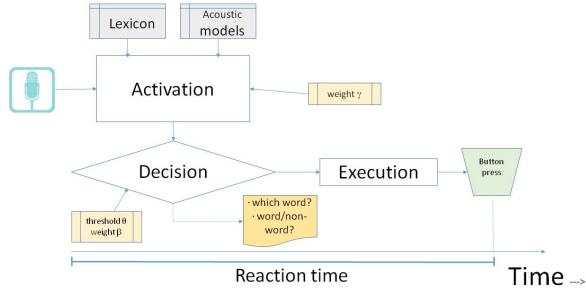 Lexicon
Acoustic
models
Activation
weight γ
Decision
Execution
Button
press
threshold θ
weight β
· which word?
· word/non-
word?
Reaction time
Time --->